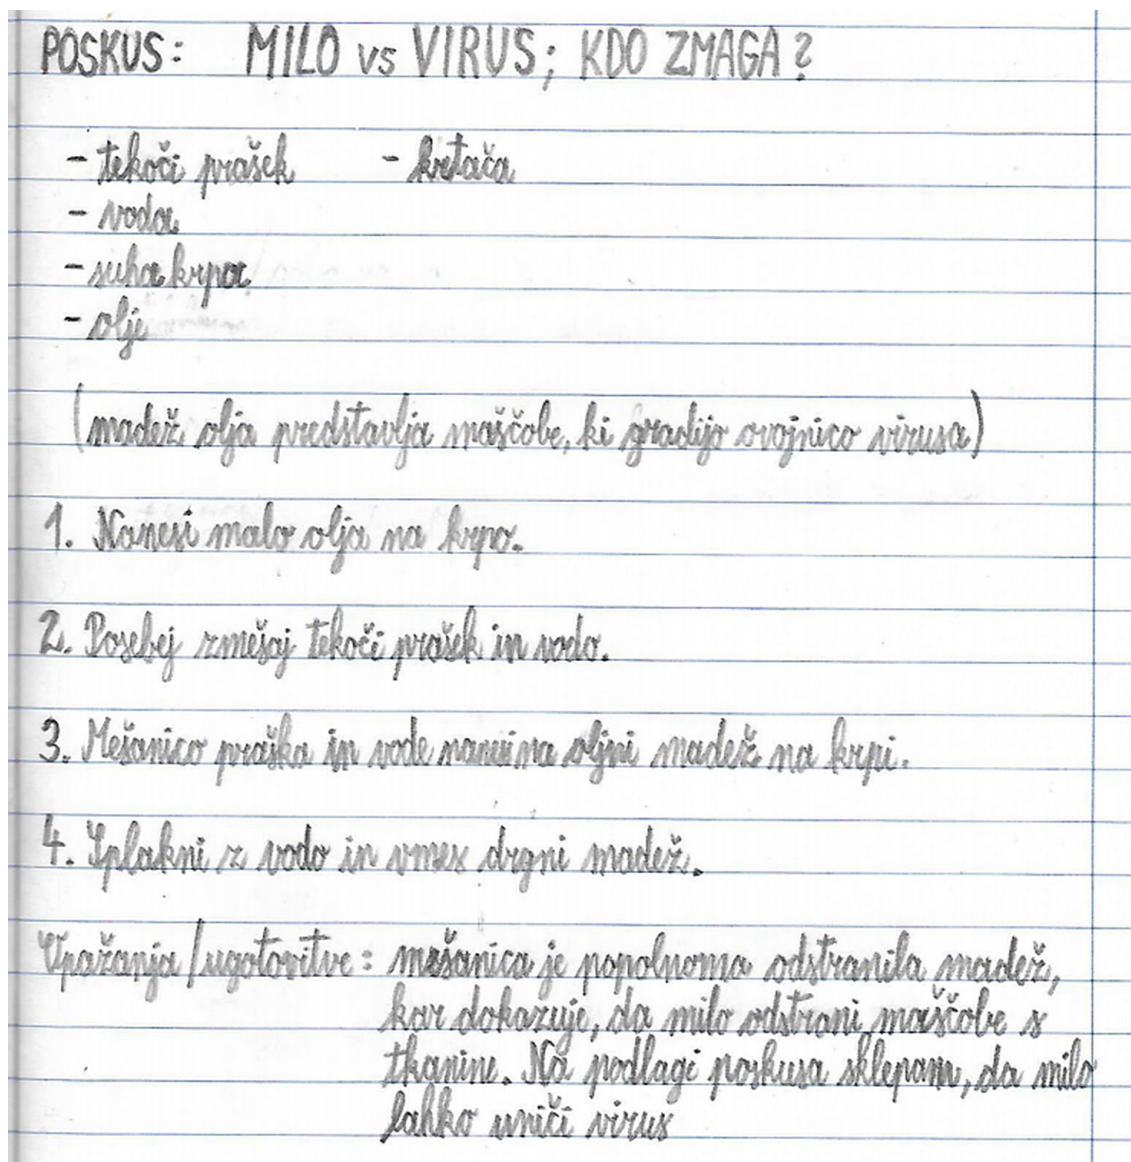 POSKUS: MILO vs VIRUS; KDO ZMAGA?
- tekoči prašek - krtača
- voda
- suha krpa
- olje
(madež olja predstavlja maščobe, ki gradijo ovojnico virusa)
1. Nanesi malo olja na krpo.
2. Posebej zmešaj tekoči prašek in vodo.
3. Mešanico praška in vode nanesi na oljni madež na krpi.
4. Splakni z vodo in vmes drgni madež.
Opažanja/ugotovitve: mešanica je popolnoma odstranila madež,
kar dokazuje, da milo odstrani maščobe s
tkanine. Na podlagi poskusa sklepam, da milo
lahko uniči virus